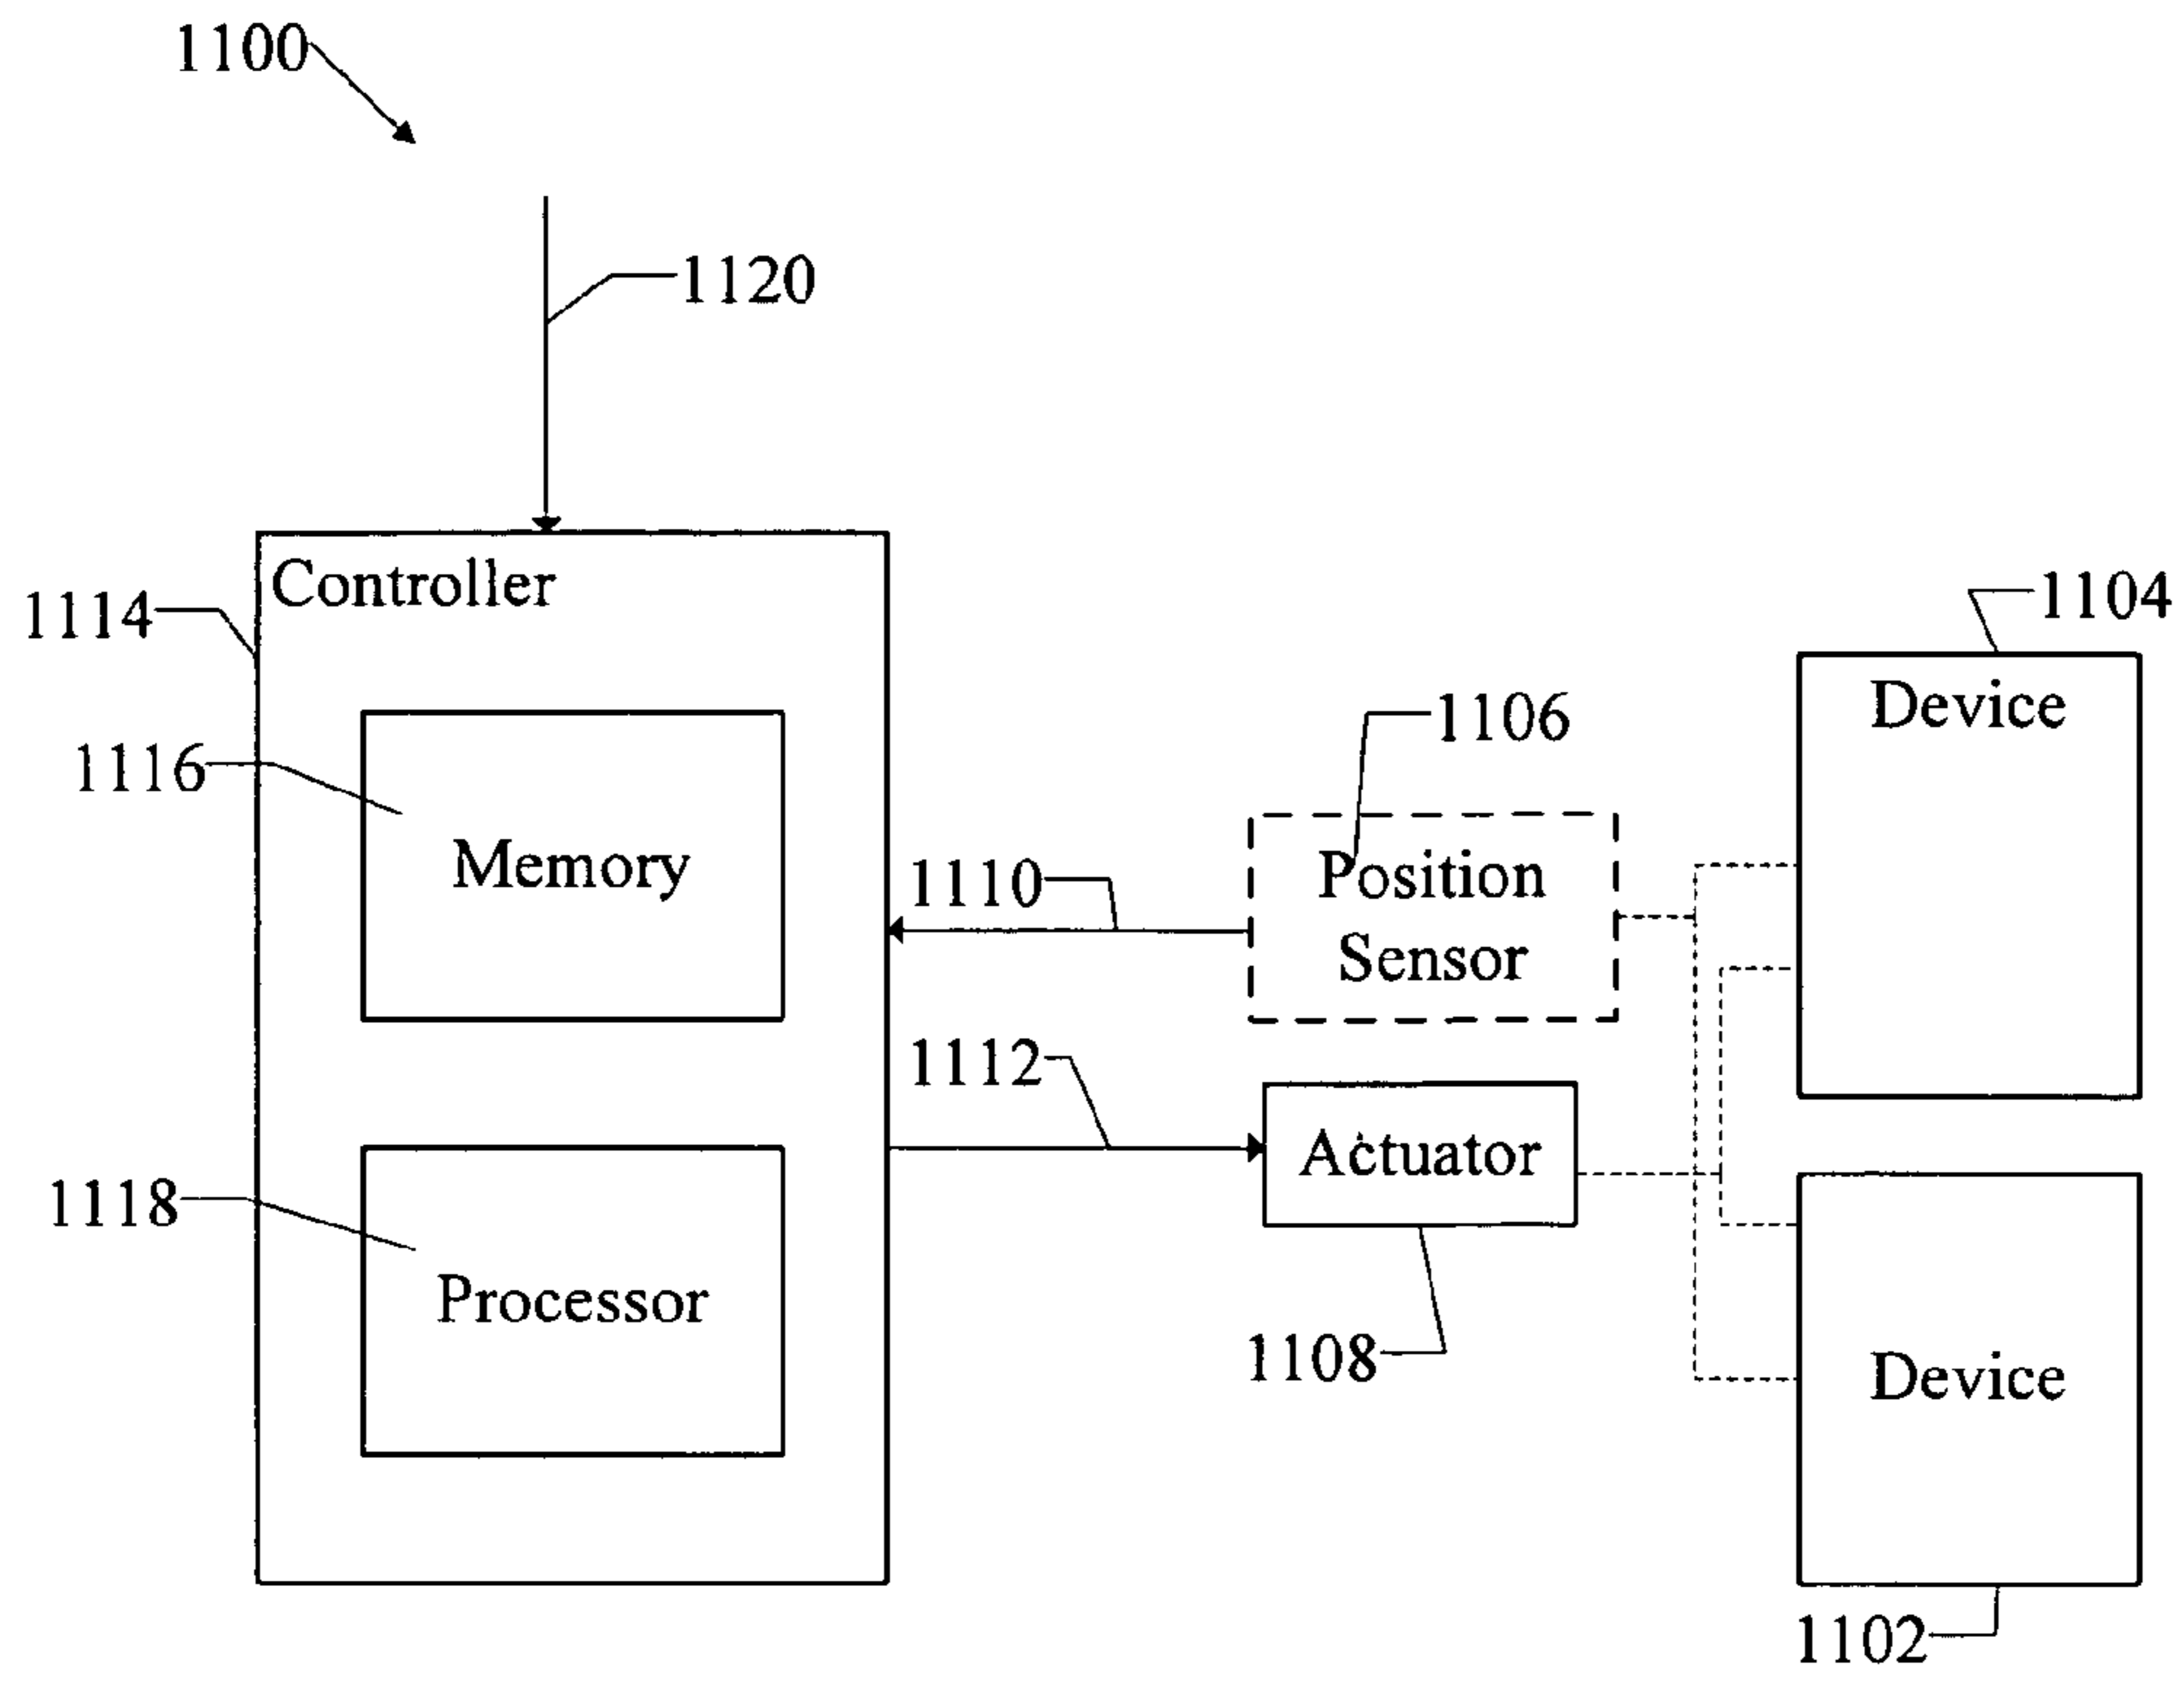 1100
1120
Controller
1114
1104
Device
1106
1116
Memory
1110
Position
Sensor
1112
Actuator
1118
Processor
1108
Device
1102